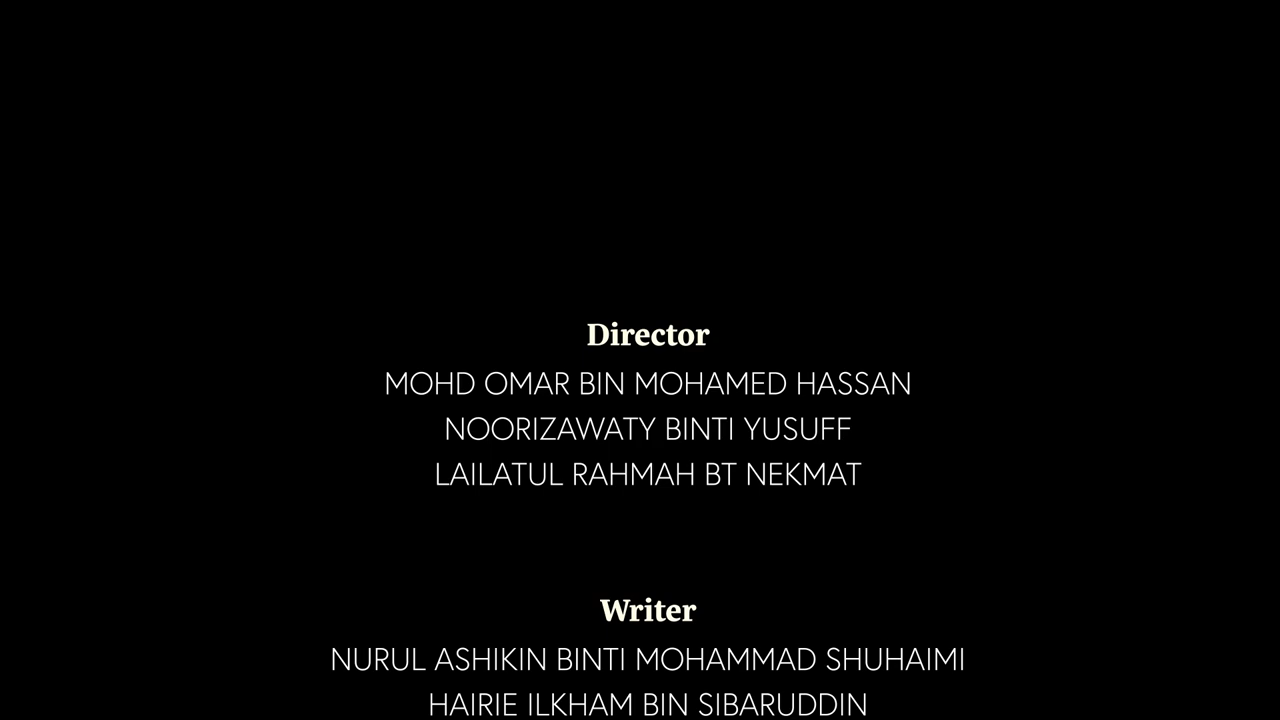 Director
MOHD OMAR BIN MOHAMED HASSAN
NOORIZAWATY BINTI YUSUFF
LAILATUL RAHMAH BT NEKMAT
Writer
NURUL ASHIKIN BINTI MOHAMMAD SHUHAIMI
HAIRIE ILKHAM BIN SIBARUDDIN